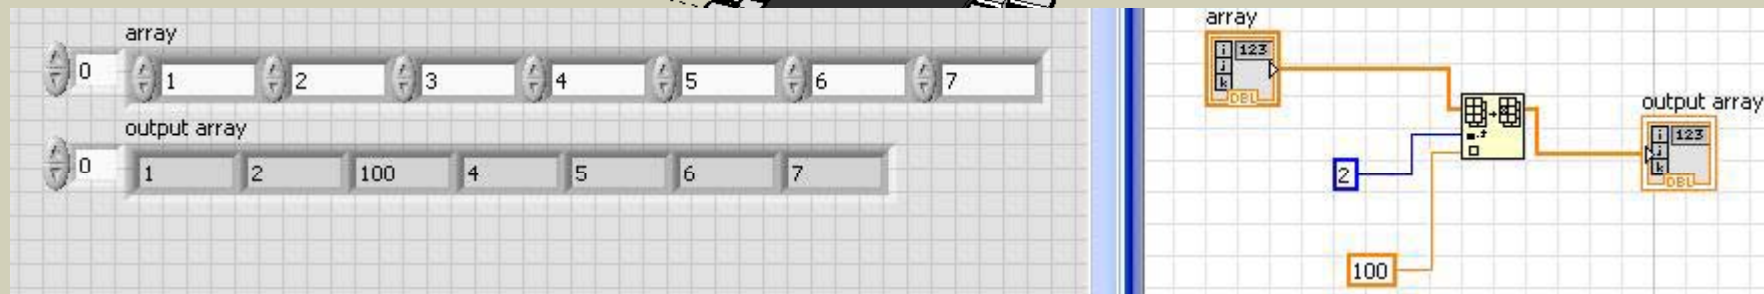 array
0 1 2 3 4 5 6 7
output array
0 1 2 100 4 5 6 7
array
i 123
j
k
DBL
2
100
output array
i 123
i
k
DBL